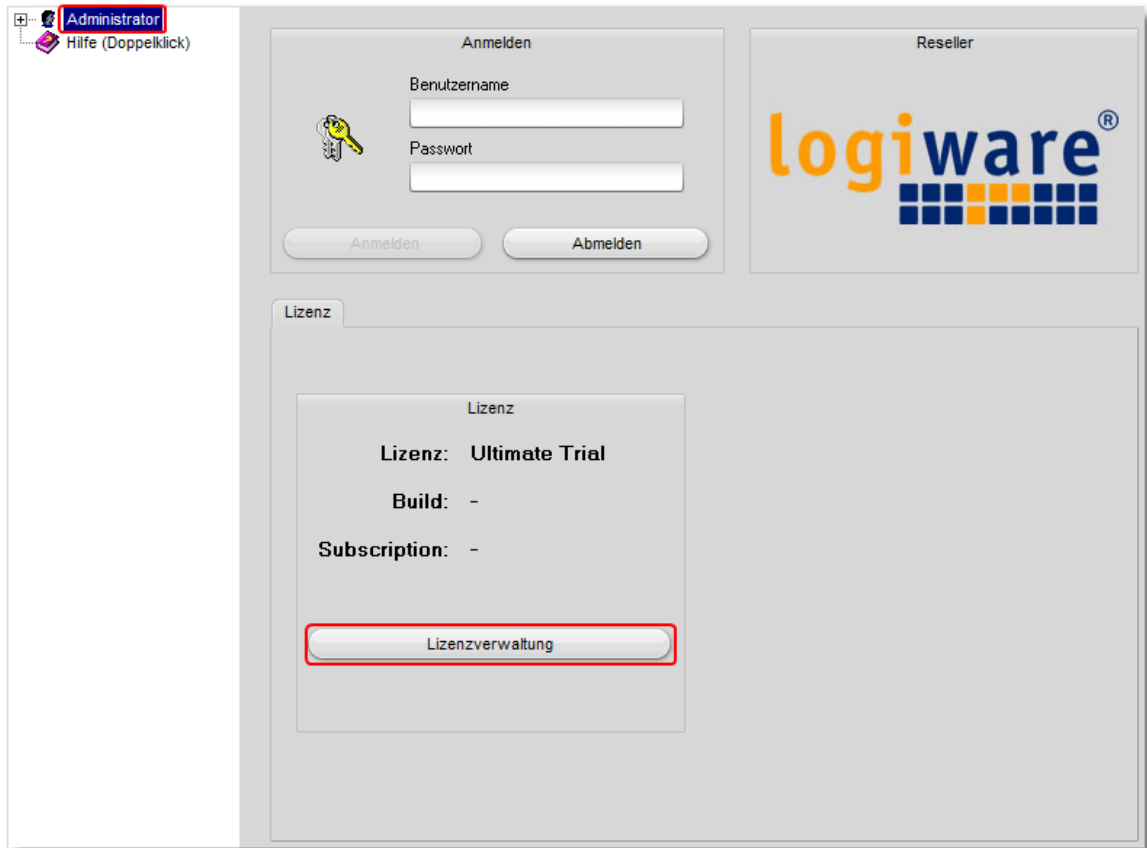 Administrator
Hilfe (Doppelklick)
Anmelden
Benutzername
Passwort
Anmelden
Abmelden
Reseller
logiware®
Lizenz
Lizenz
Lizenz: Ultimate Trial
Build: -
Subscription: -
Lizenzverwaltung